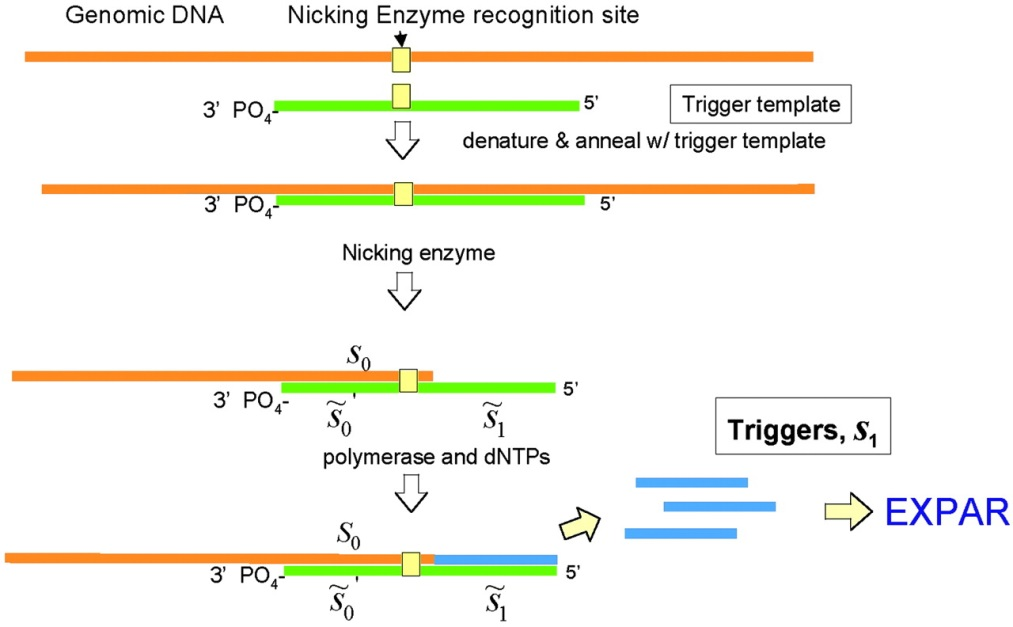 Genomic DNA
Nicking Enzyme recognition site
3' PO4-
5'
Trigger template
denature & anneal w/ trigger template
3' PO4-
5'
Nicking enzyme
S0
3' PO4-
5'
s̃0
'
s̃1
Triggers, s1
polymerase and dNTPs
EXPAR
S0
3' PO4-
5'
s̃0
'
s̃1